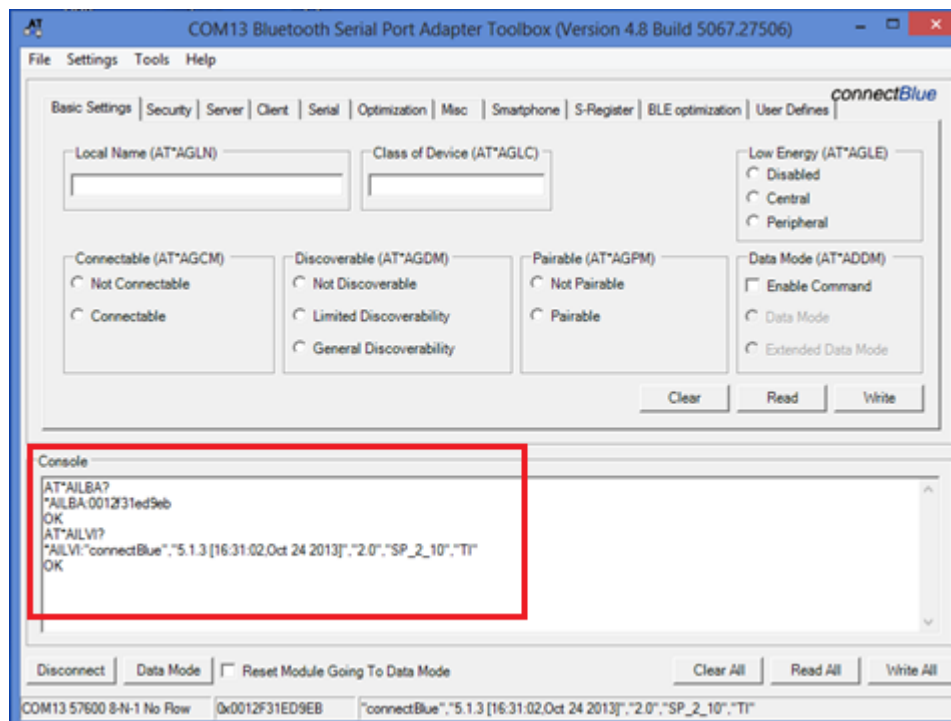 COM13 Bluetooth Serial Port Adapter Toolbox (Version 4.8 Build 5067.27506)
File Settings Tools Help
connectBlue
Basic Settings Security Server Client Serial Optimization Misc Smartphone S-Register BLE optimization User Defines
Local Name (AT*AGLN) Class of Device (AT*AGLC) Low Energy (AT*AGLE)
Disabled
Central
Peripheral
Connectable (AT*AGCM) Discoverable (AT*AGDM) Pairable (AT*AGPM) Data Mode (AT*ADDM)
Not Connectable Not Discoverable Not Pairable Enable Command
Connectable Limited Discoverability Pairable Data Mode
General Discoverability Extended Data Mode
Clear Read Write
Console
AT*AILBA?
*AILBA:0012f31ed9eb
OK
AT*AILVI?
*AILVI:"connectBlue","5.1.3 [16:31:02,Oct 24 2013]","2.0","SP_2_10","TI"
OK
Disconnect Data Mode Reset Module Going To Data Mode Clear All Read All Write All
COM13 57600 8-N-1 No Flow 0x0012F31ED9EB "connectBlue","5.1.3 [16:31:02,Oct 24 2013]","2.0","SP_2_10","TI"